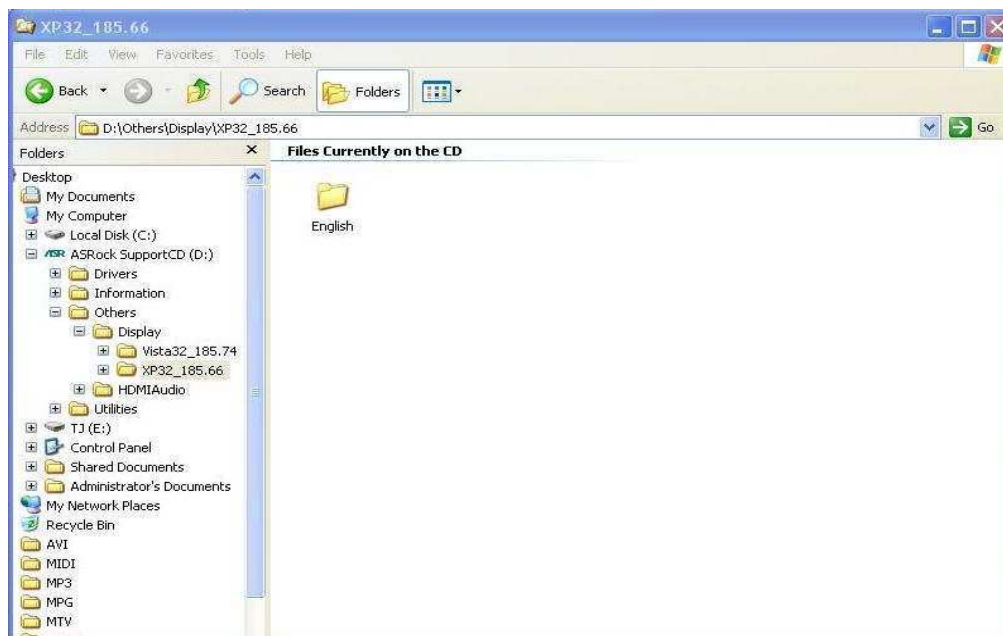 XP32_185.66
File Edit View Favorites Tools Help
Back Search Folders
Address D:\Others\Display\XP32_185.66 Go
Folders
Files Currently on the CD
Desktop
My Documents
My Computer
Local Disk (C:)
ASR ASRock SupportCD (D:)
Drivers
Information
Others
Display
Vista32_185.74
XP32_185.66
HDMIAudio
Utilities
TJ (E:)
Control Panel
Shared Documents
Administrator's Documents
My Network Places
Recycle Bin
AVI
MIDI
MP3
MPG
MTV
English